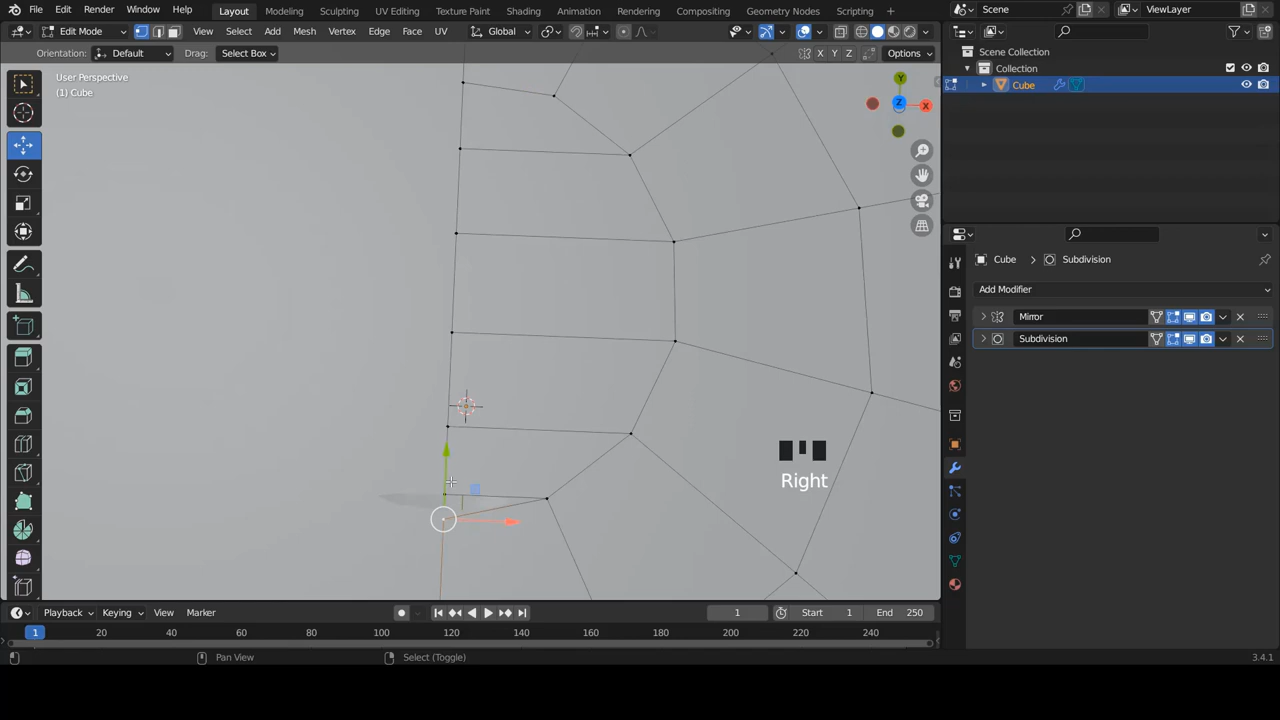 File Edit Render Window Help Layout Modeling Sculpting UV Editing Texture Paint Shading Animation Rendering Compositing Geometry Nodes Scripting Scene ViewLayer
Edit Mode View Select Add Mesh Vertex Edge Face UV Global
Orientation: Default Drag: Select Box X Y Z Options
User Perspective
(1) Cube
Y
Z
X
Scene Collection
Collection
Cube
Cube Subdivision
Add Modifier
Mirror
Subdivision
Right
Playback Keying View Marker 1 Start 1 End 250
1 20 40 60 80 100 120 140 160 180 200 220 240
Pan View Select (Toggle) 3.4.1